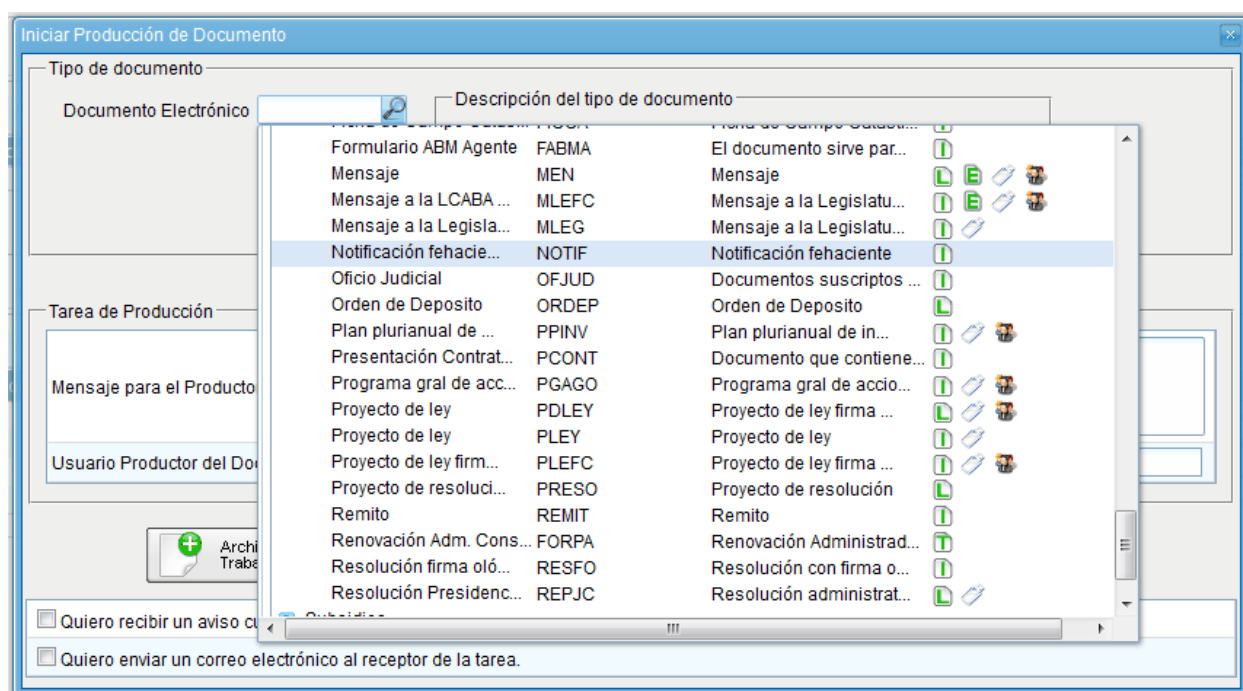 Iniciar Producción de Documento
Tipo de documento
Documento Electrónico
Descripción del tipo de documento
Formulario ABM Agente FABMA El documento sirve par... I
Mensaje MEN Mensaje L E
Mensaje a la LCABA ... MLEFC Mensaje a la Legislatu... I E
Mensaje a la Legisla... MLEG Mensaje a la Legislatu... I
Notificación fehacie... NOTIF Notificación fehaciente I
Oficio Judicial OFJUD Documentos suscriptos ... I
Orden de Deposito ORDEP Orden de Deposito L
Plan plurianual de ... PPINV Plan plurianual de in... I
Presentación Contrat... PCONT Documento que contiene... I
Programa gral de acc... PGAGO Programa gral de accio... I
Proyecto de ley PDLEY Proyecto de ley firma ... L
Proyecto de ley PLEY Proyecto de ley I
Proyecto de ley firm... PLEFC Proyecto de ley firma ... I
Proyecto de resoluci... PRESO Proyecto de resolución L
Remito REMIT Remito I
Renovación Adm. Cons... FORPA Renovación Administrad... T
Resolución firma oló... RESFO Resolución con firma o... I
Resolución Presidenc... REPJC Resolución administrat... L
Tarea de Producción
Mensaje para el Producto
Usuario Productor del Do
Archi
Traba
Quiero recibir un aviso cu
Quiero enviar un correo electrónico al receptor de la tarea.